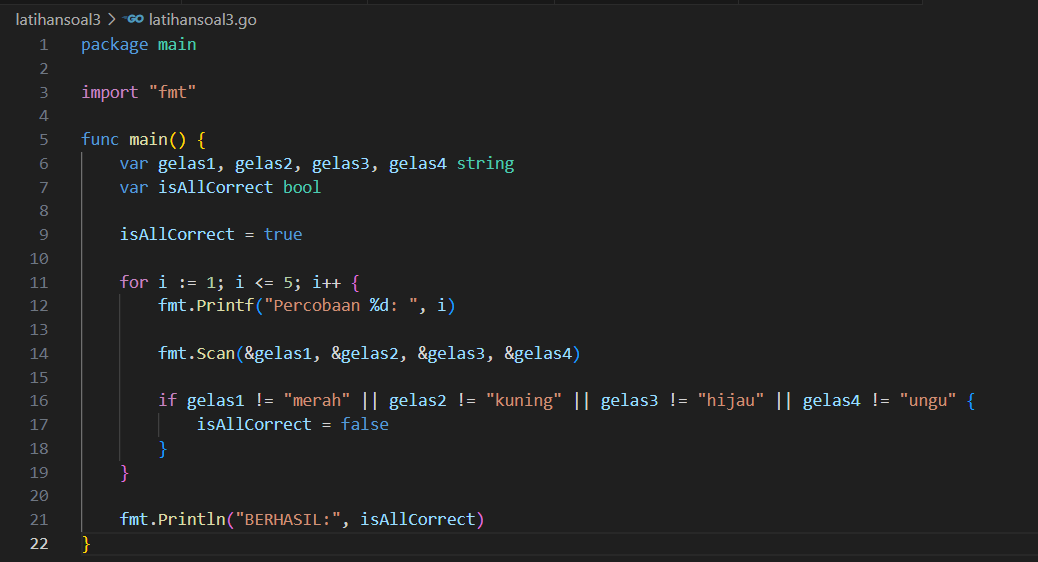 latihansoal3 > GO latihansoal3.go
1 package main
2
3 import "fmt"
4
5 func main() {
6     var gelas1, gelas2, gelas3, gelas4 string
7     var isAllCorrect bool
8
9     isAllCorrect = true
10
11     for i := 1; i <= 5; i++ {
12         fmt.Printf("Percobaan %d: ", i)
13
14         fmt.Scan(&gelas1, &gelas2, &gelas3, &gelas4)
15
16         if gelas1 != "merah" || gelas2 != "kuning" || gelas3 != "hijau" || gelas4 != "ungu" {
17             isAllCorrect = false
18         }
19     }
20
21     fmt.Println("BERHASIL:", isAllCorrect)
22 }